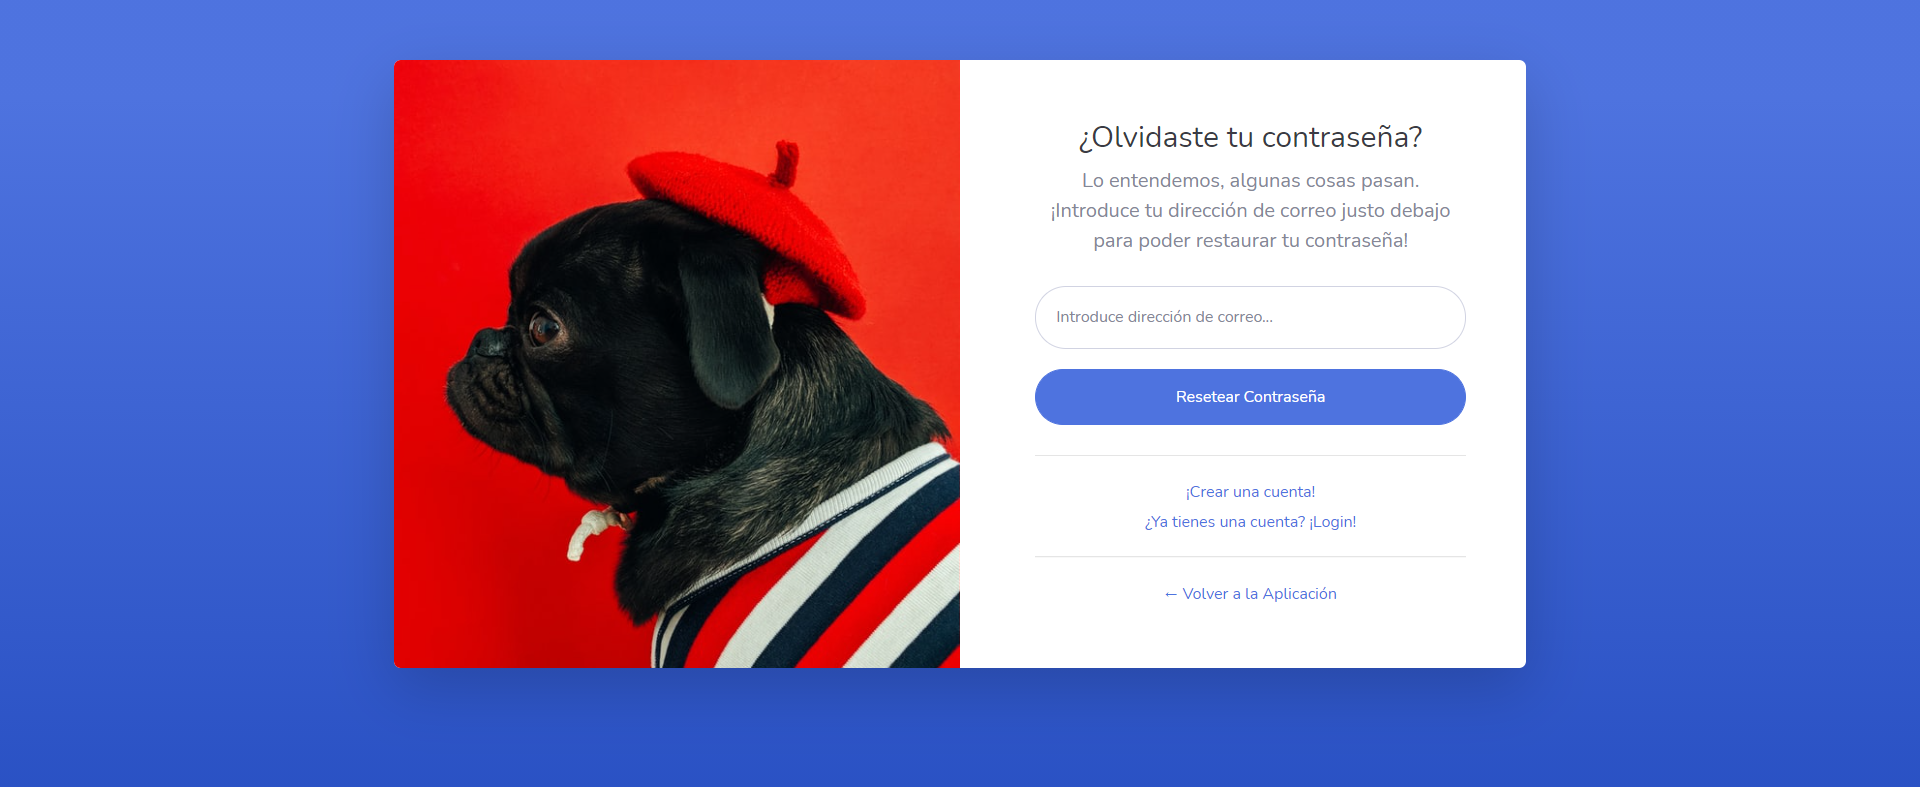 ¿Olvidaste tu contraseña?
Lo entendemos, algunas cosas pasan.
¡Introduce tu dirección de correo justo debajo
para poder restaurar tu contraseña!
Introduce dirección de correo...
Resetear Contraseña
¡Crear una cuenta!
¿Ya tienes una cuenta? ¡Login!
← Volver a la Aplicación